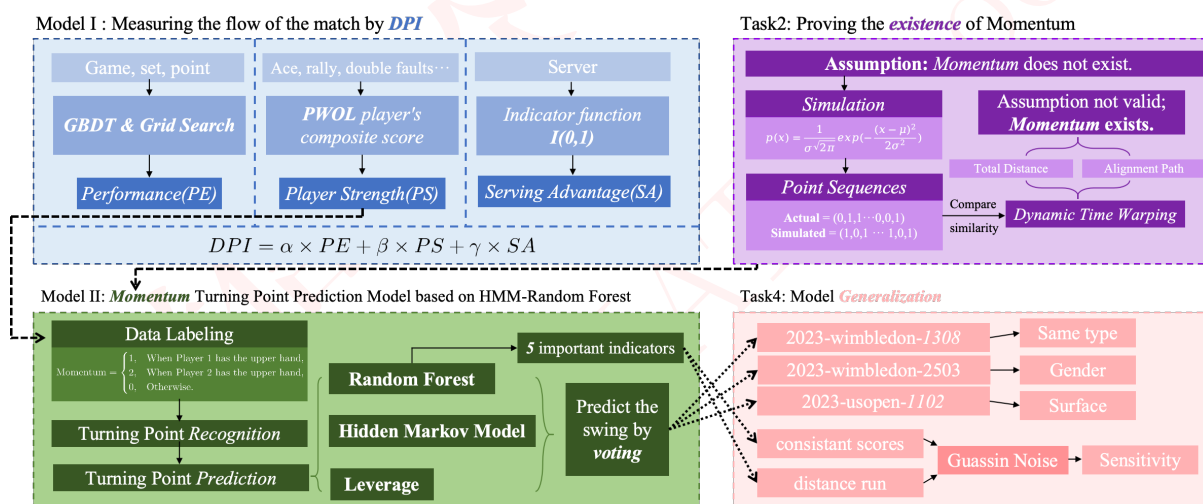 Model I : Measuring the flow of the match by DPI
Game, set, point
GBDT & Grid Search
Performance(PE)
Ace, rally, double faults⋯
PWOL player's
composite score
Player Strength(PS)
Server
Indicator function
I(0,1)
Serving Advantage(SA)
DPI = α × PE + β × PS + γ × SA
Task2: Proving the existence of Momentum
Assumption: Momentum does not exist.
Simulation
p(x) = 1/(σ√2π) exp(-(x − μ)²/2σ²)
Point Sequences
Actual = (0,1,1⋯0,0,1)
Simulated = (1,0,1 ⋯ 1,0,1)
Assumption not valid;
Momentum exists.
Total Distance
Alignment Path
Compare
similarity
Dynamic Time Warping
Model II: Momentum Turning Point Prediction Model based on HMM-Random Forest
Data Labeling
1, When Player 1 has the upper hand,
Momentum = { 2, When Player 2 has the upper hand,
0, Otherwise.
Turning Point Recognition
Turning Point Prediction
Random Forest
Hidden Markov Model
Leverage
5 important indicators
Predict the
swing by
voting
Task4: Model Generalization
2023-wimbledon-1308
Same type
2023-wimbledon-2503
Gender
2023-usopen-1102
Surface
consistant scores
distance run
Guassin Noise
Sensitivity